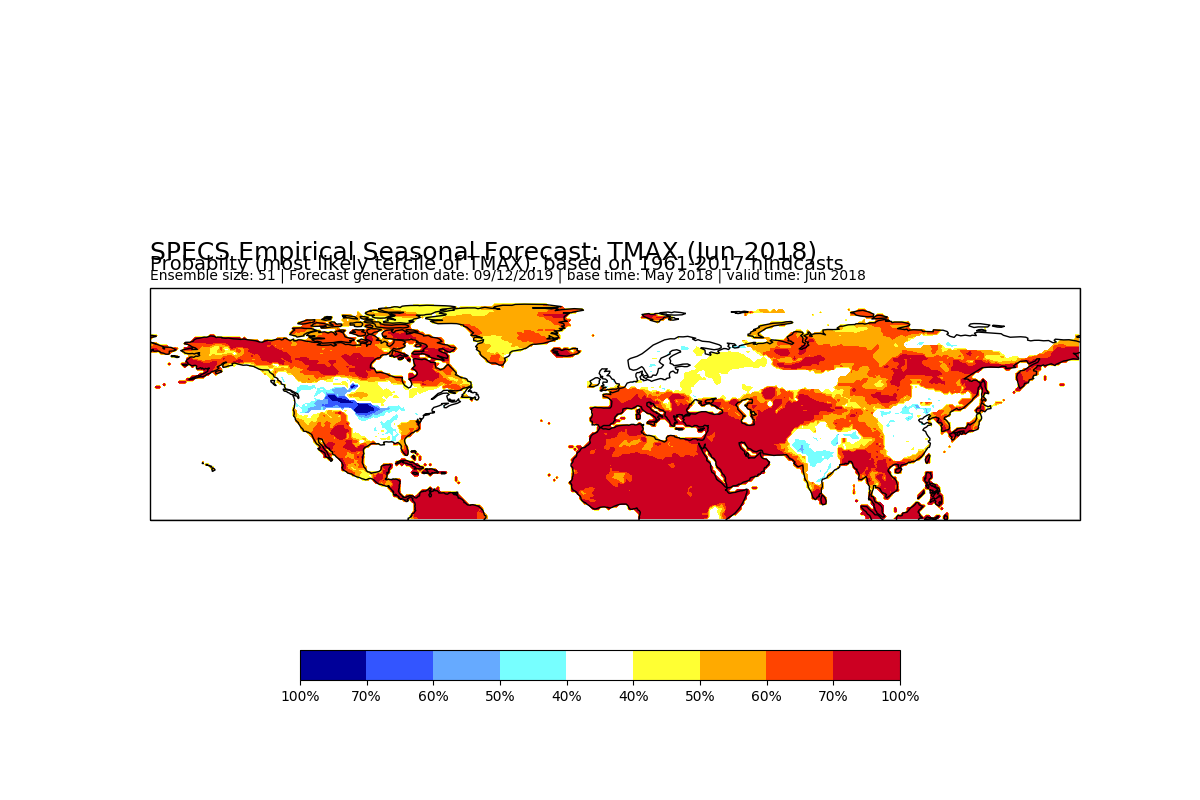 SPECS Empirical Seasonal Forecast: TMAX (Jun 2018)
Probabilty (most likely tercile of TMAX), based on 1961-2017 hindcasts
Ensemble size: 51 | Forecast generation date: 09/12/2019 | base time: May 2018 | valid time: Jun 2018
100% 70% 60% 50% 40% 40% 50% 60% 70% 100%